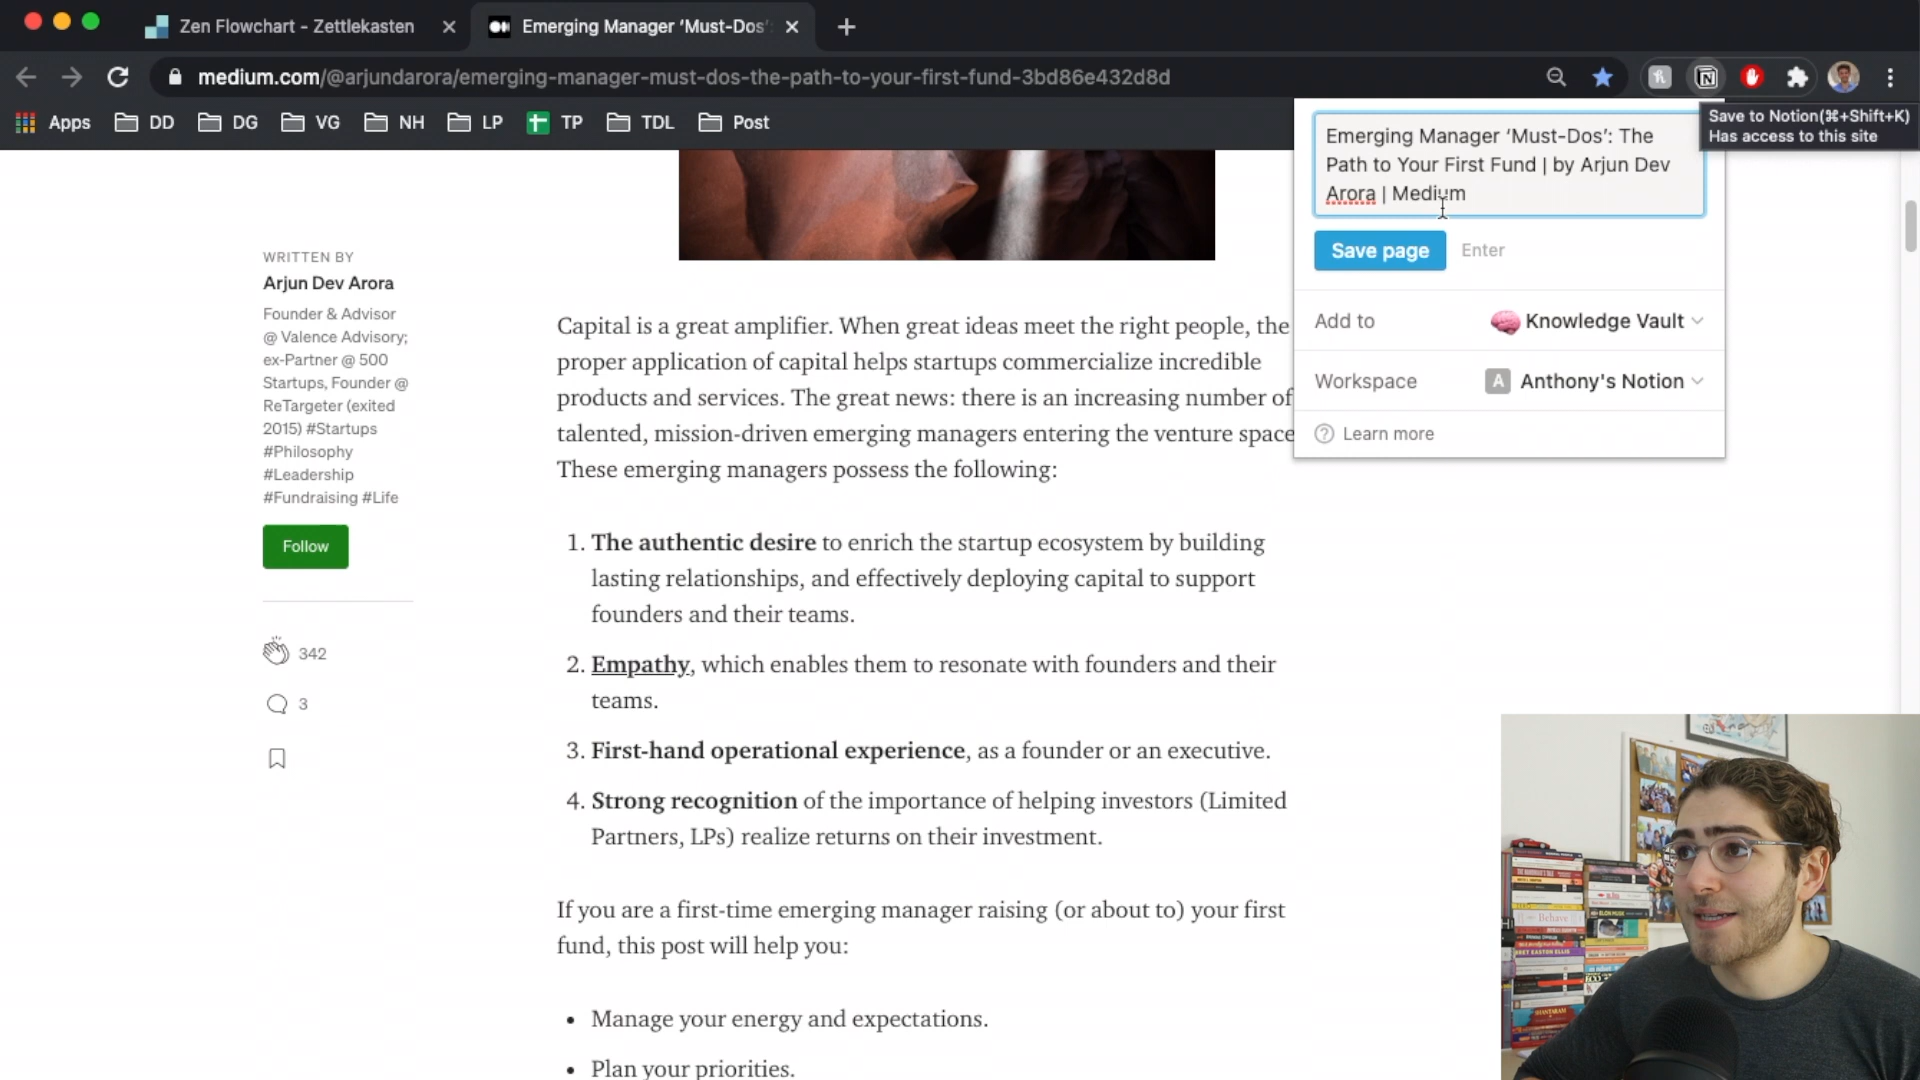 Zen Flowchart - Zettlekasten
Emerging Manager ‘Must-Dos’:
medium.com/@arjundarora/emerging-manager-must-dos-the-path-to-your-first-fund-3bd86e432d8d
Apps
DD
DG
VG
NH
LP
TP
TDL
Post
Save to Notion(⌘+Shift+K)
Has access to this site
Emerging Manager ‘Must-Dos’: The
Path to Your First Fund | by Arjun Dev
Arora | Medium
Save page Enter
Add to Knowledge Vault
Workspace A Anthony's Notion
Learn more
WRITTEN BY
Arjun Dev Arora
Founder & Advisor
@ Valence Advisory;
ex-Partner @ 500
Startups, Founder @
ReTargeter (exited
2015) #Startups
#Philosophy
#Leadership
#Fundraising #Life
Follow
342
3
Capital is a great amplifier. When great ideas meet the right people, the
proper application of capital helps startups commercialize incredible
products and services. The great news: there is an increasing number of
talented, mission-driven emerging managers entering the venture space
These emerging managers possess the following:
1. The authentic desire to enrich the startup ecosystem by building
lasting relationships, and effectively deploying capital to support
founders and their teams.
2. Empathy, which enables them to resonate with founders and their
teams.
3. First-hand operational experience, as a founder or an executive.
4. Strong recognition of the importance of helping investors (Limited
Partners, LPs) realize returns on their investment.
If you are a first-time emerging manager raising (or about to) your first
fund, this post will help you:
• Manage your energy and expectations.
• Plan your priorities.
Behave
ELON MUSK
BRET EASTON ELLIS
SHANTARAM